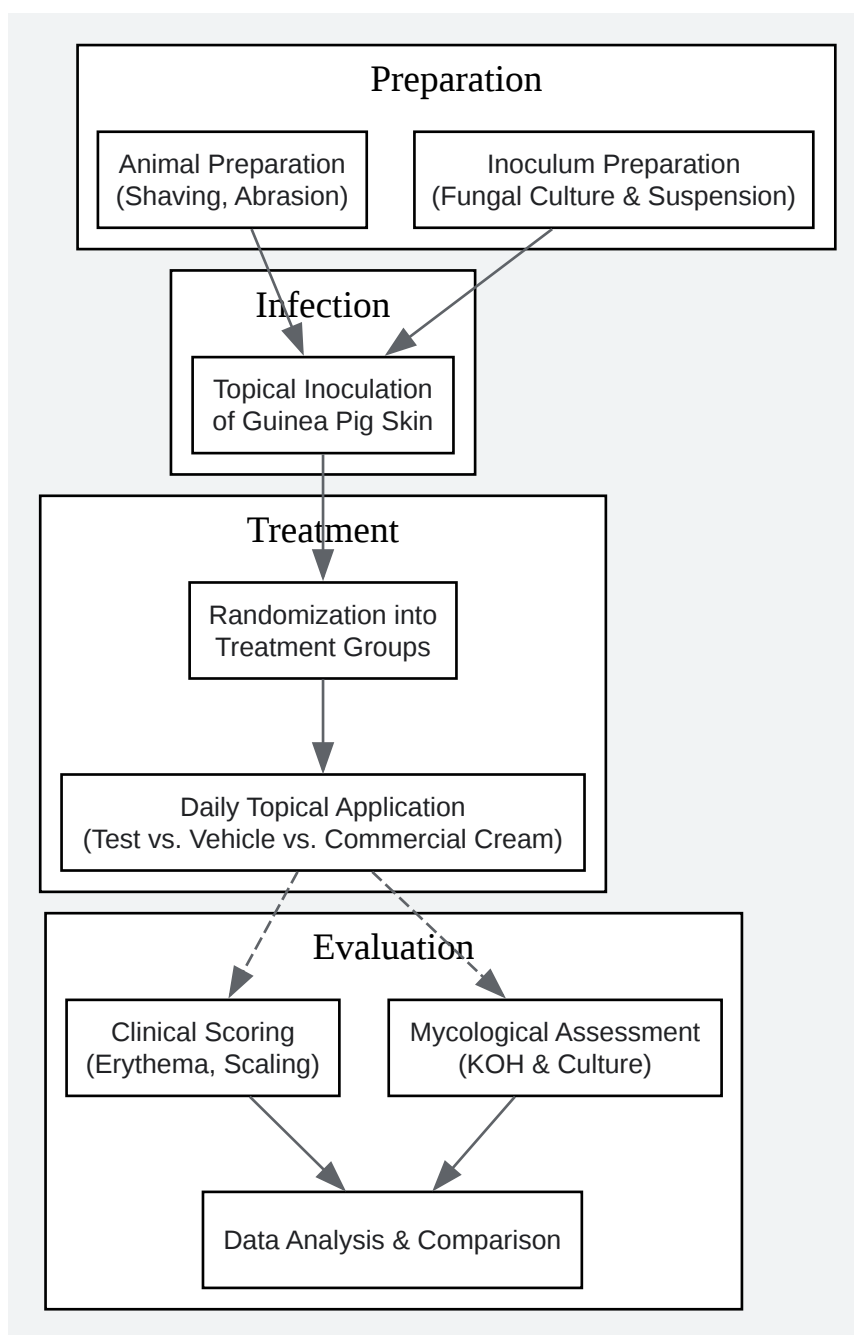 Preparation
Animal Preparation
(Shaving, Abrasion)
Inoculum Preparation
(Fungal Culture & Suspension)
Infection
Topical Inoculation
of Guinea Pig Skin
Treatment
Randomization into
Treatment Groups
Daily Topical Application
(Test vs. Vehicle vs. Commercial Cream)
Evaluation
Clinical Scoring
(Erythema, Scaling)
Mycological Assessment
(KOH & Culture)
Data Analysis & Comparison